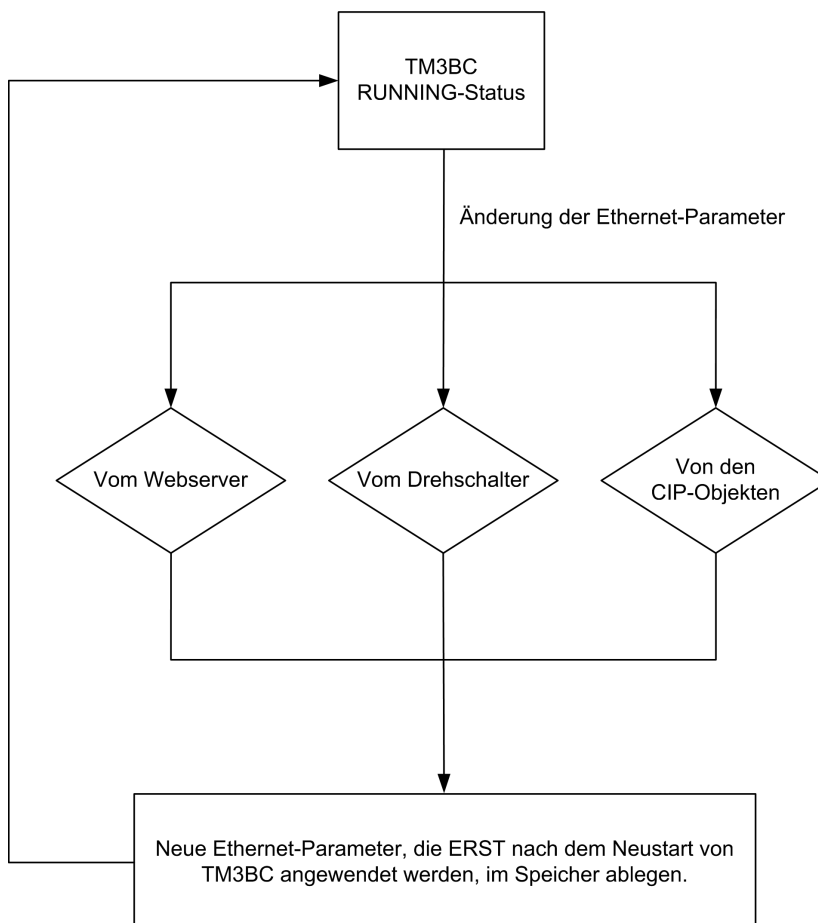 TM3BC
RUNNING-Status
Änderung der Ethernet-Parameter
Vom Webserver
Vom Drehschalter
Von den
CIP-Objekten
Neue Ethernet-Parameter, die ERST nach dem Neustart von
TM3BC angewendet werden, im Speicher ablegen.